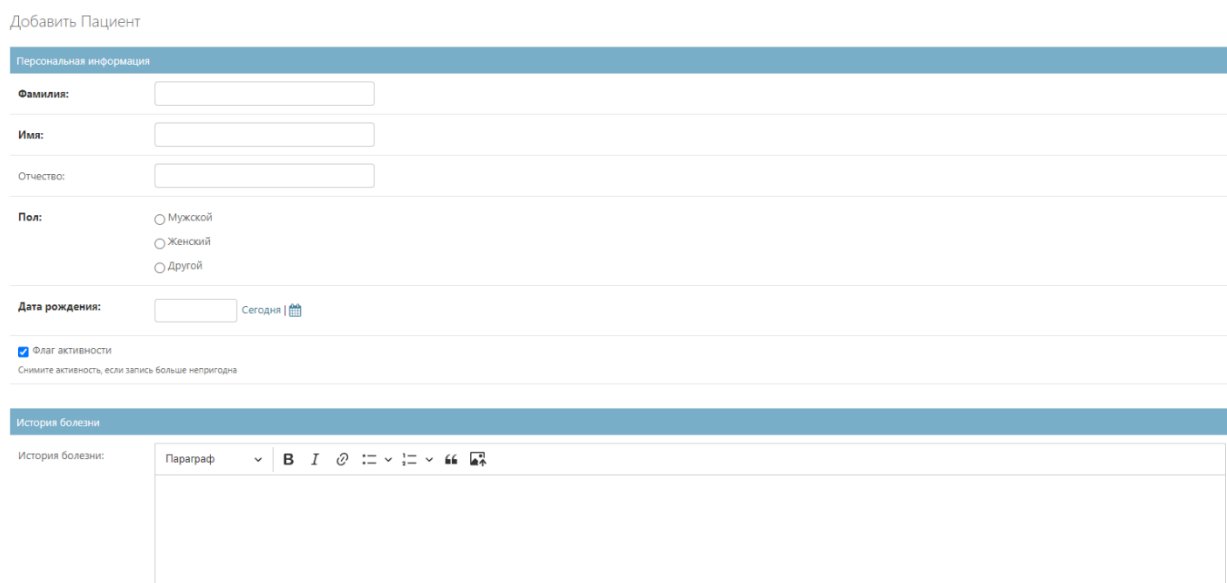 Добавить Пациент
Персональная информация
Фамилия:
Имя:
Отчество:
Пол:
Мужской
Женский
Другой
Дата рождения:
Сегодня |
Флаг активности
Снимите активность, если запись больше непригодна
История болезни
История болезни:
Параграф B I